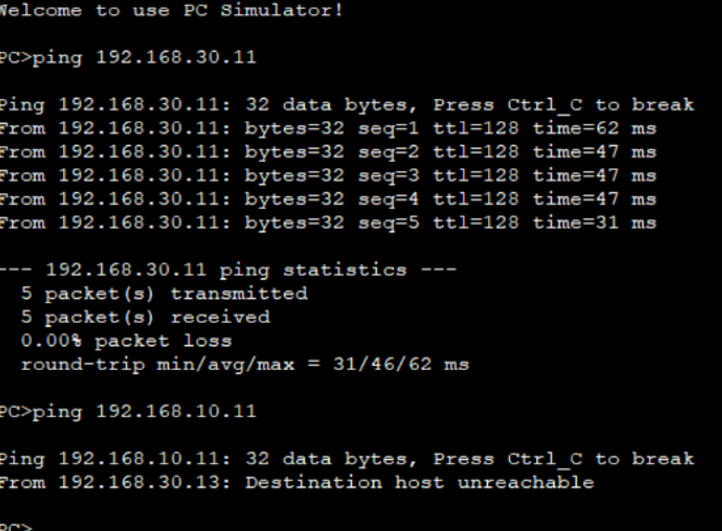 Welcome to use PC Simulator!
PC>ping 192.168.30.11
Ping 192.168.30.11: 32 data bytes, Press Ctrl_C to break
From 192.168.30.11: bytes=32 seq=1 ttl=128 time=62 ms
From 192.168.30.11: bytes=32 seq=2 ttl=128 time=47 ms
From 192.168.30.11: bytes=32 seq=3 ttl=128 time=47 ms
From 192.168.30.11: bytes=32 seq=4 ttl=128 time=47 ms
From 192.168.30.11: bytes=32 seq=5 ttl=128 time=31 ms
--- 192.168.30.11 ping statistics ---
5 packet(s) transmitted
5 packet(s) received
0.00% packet loss
round-trip min/avg/max = 31/46/62 ms
PC>ping 192.168.10.11
Ping 192.168.10.11: 32 data bytes, Press Ctrl_C to break
From 192.168.30.13: Destination host unreachable
PC>